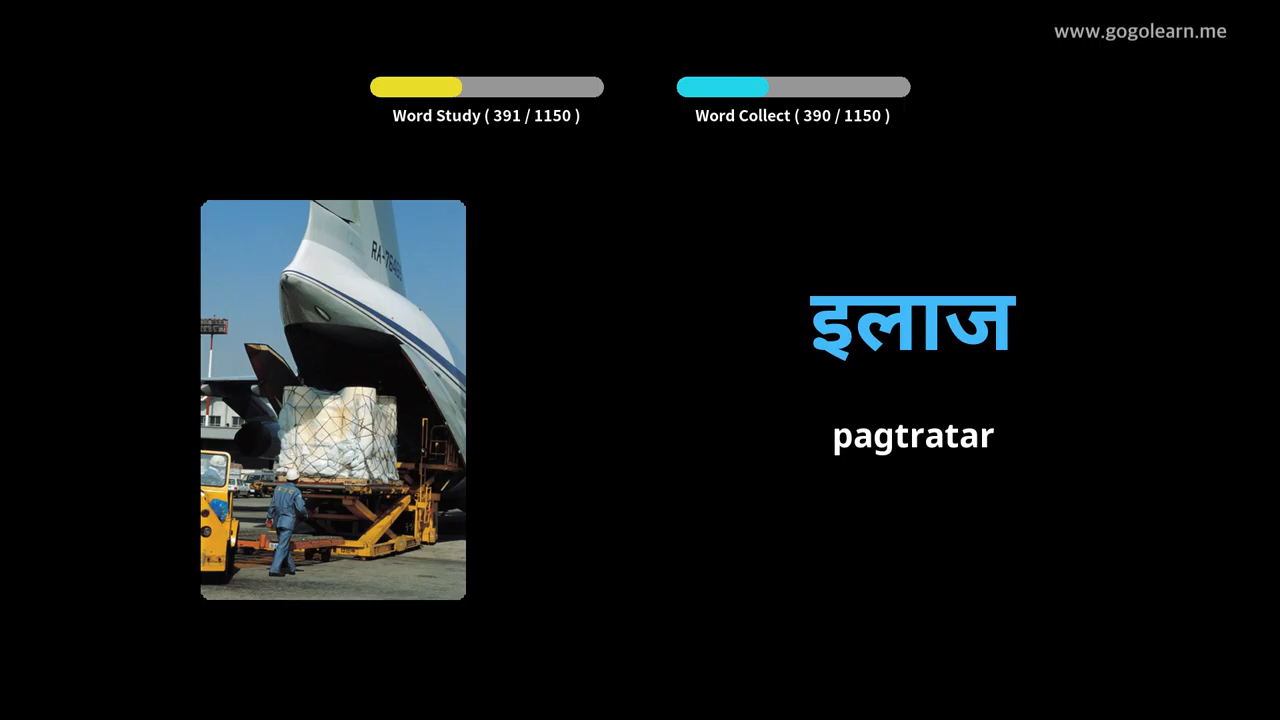 www.gogolearn.me
Word Study ( 391 / 1150 )
Word Collect ( 390 / 1150 )
इलाज
pagtratar